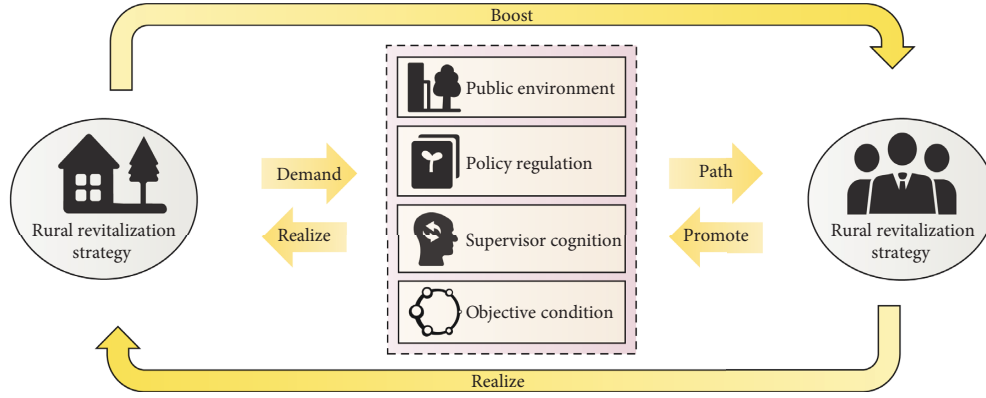 Boost
Public environment
Policy regulation
Supervisor cognition
Objective condition
Demand
Realize
Path
Promote
Rural revitalization
strategy
Rural revitalization
strategy
Realize